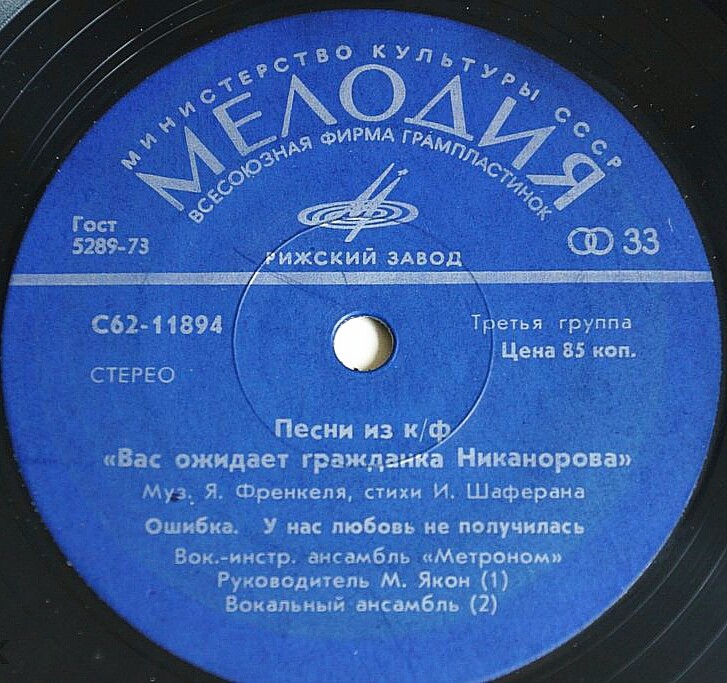 МИНИСТЕРСТВО КУЛЬТУРЫ СССР
МЕЛОДИЯ
ВСЕСОЮЗНАЯ ФИРМА ГРАМПЛАСТИНОК
Гост
5289-73
33
РИЖСКИЙ ЗАВОД
С62-11894
Третья группа
Цена 85 коп.
СТЕРЕО
Песни из к/ф
«Вас ожидает гражданка Никанорова»
Муз. Я. Френкеля, стихи И. Шаферана
Ошибка. У нас любовь не получилась
Вок.-инстр. ансамбль «Метроном»
Руководитель М. Якон (1)
Вокальный ансамбль (2)